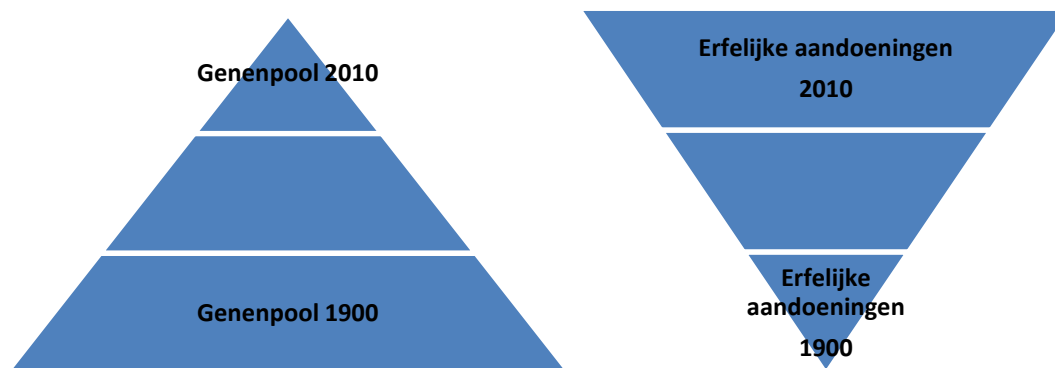 Genenpool 2010
Genenpool 1900
Erfelijke aandoeningen
2010
Erfelijke
aandoeningen
1900